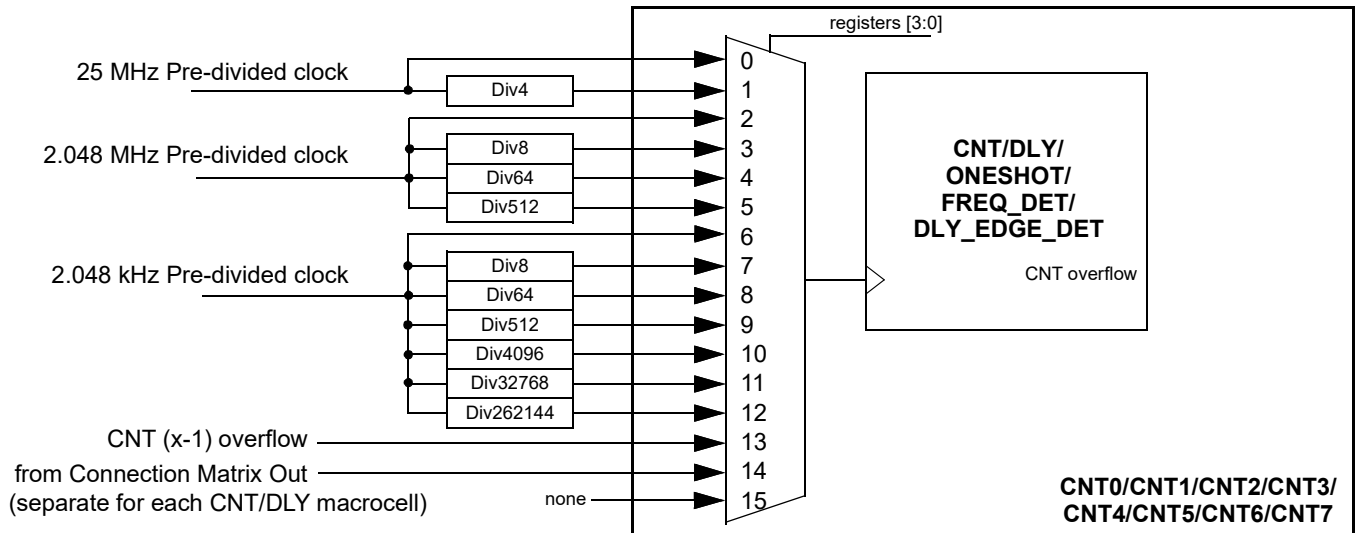 registers [3:0]
25 MHz Pre-divided clock
0
Div4
1
2
2.048 MHz Pre-divided clock
Div8
3
Div64
4
Div512
5
6
2.048 kHz Pre-divided clock
Div8
7
Div64
8
Div512
9
Div4096
10
Div32768
11
Div262144
12
CNT (x-1) overflow
13
from Connection Matrix Out
14
(separate for each CNT/DLY macrocell)
none
15
CNT/DLY/
ONESHOT/
FREQ_DET/
DLY_EDGE_DET
CNT overflow
CNT0/CNT1/CNT2/CNT3/
CNT4/CNT5/CNT6/CNT7